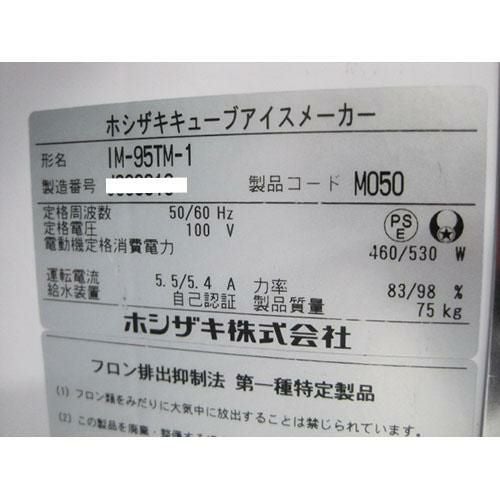 ホシザキキューブアイスメーカー
形名 IM-95TM-1
製造番号 製品コード M050
定格周波数 50/60 Hz
定格電圧 100 V
電動機定格消費電力 460/530 W
PS
E
運転電流 5.5/5.4 A 力率 83/98 %
給水装置 自己認証 製品質量 75 kg
ホシザキ株式会社
フロン排出抑制法 第一種特定製品
(1) フロン類をみだりに大気中に放出することは禁じられています。
(2) この製品を廃棄・整備する